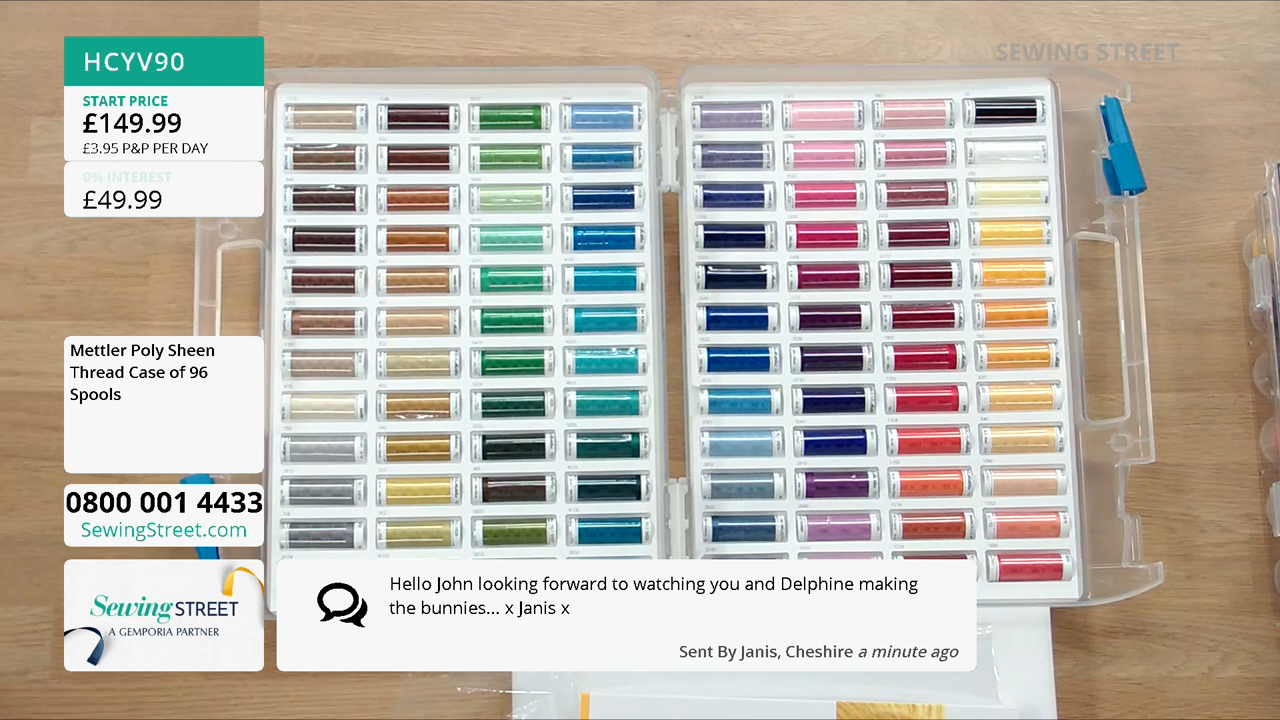 HCYV90
START PRICE
£149.99
£3.95 P&P PER DAY
0% INTEREST
£49.99
Mettler Poly Sheen
Thread Case of 96
Spools
0800 001 4433
SewingStreet.com
Sewing STREET
A GEMPORIA PARTNER
SEWING STREET
Hello John looking forward to watching you and Delphine making
the bunnies... x Janis x
Sent By Janis, Cheshire a minute ago